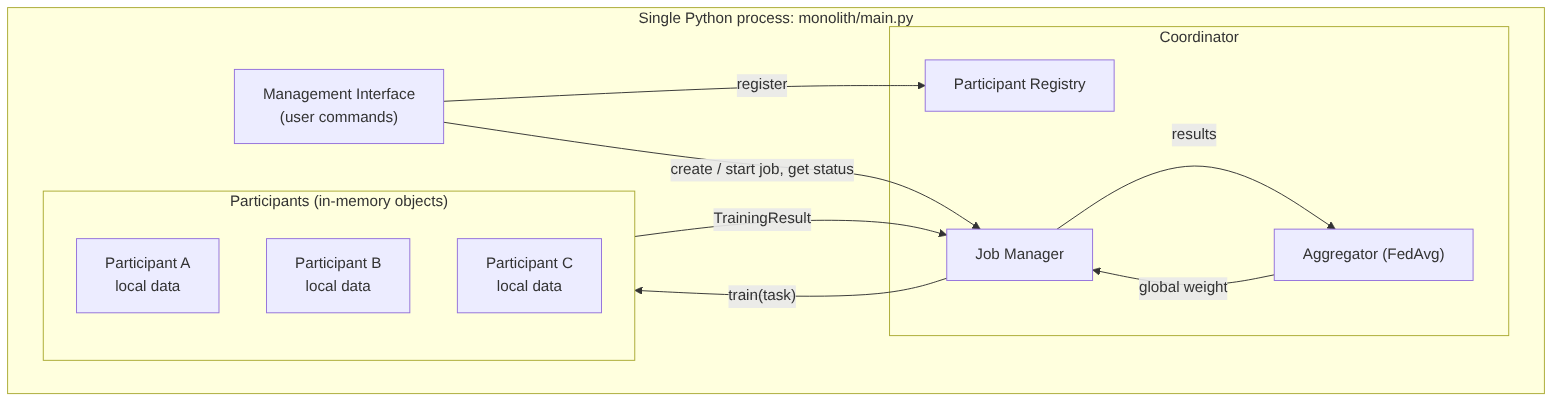 Single Python process: monolith/main.py
Coordinator
Participant Registry
Management Interface
(user commands)
register
results
create / start job, get status
Participants (in-memory objects)
TrainingResult
Participant A
local data
Participant B
local data
Participant C
local data
Job Manager
Aggregator (FedAvg)
train(task)
global weight